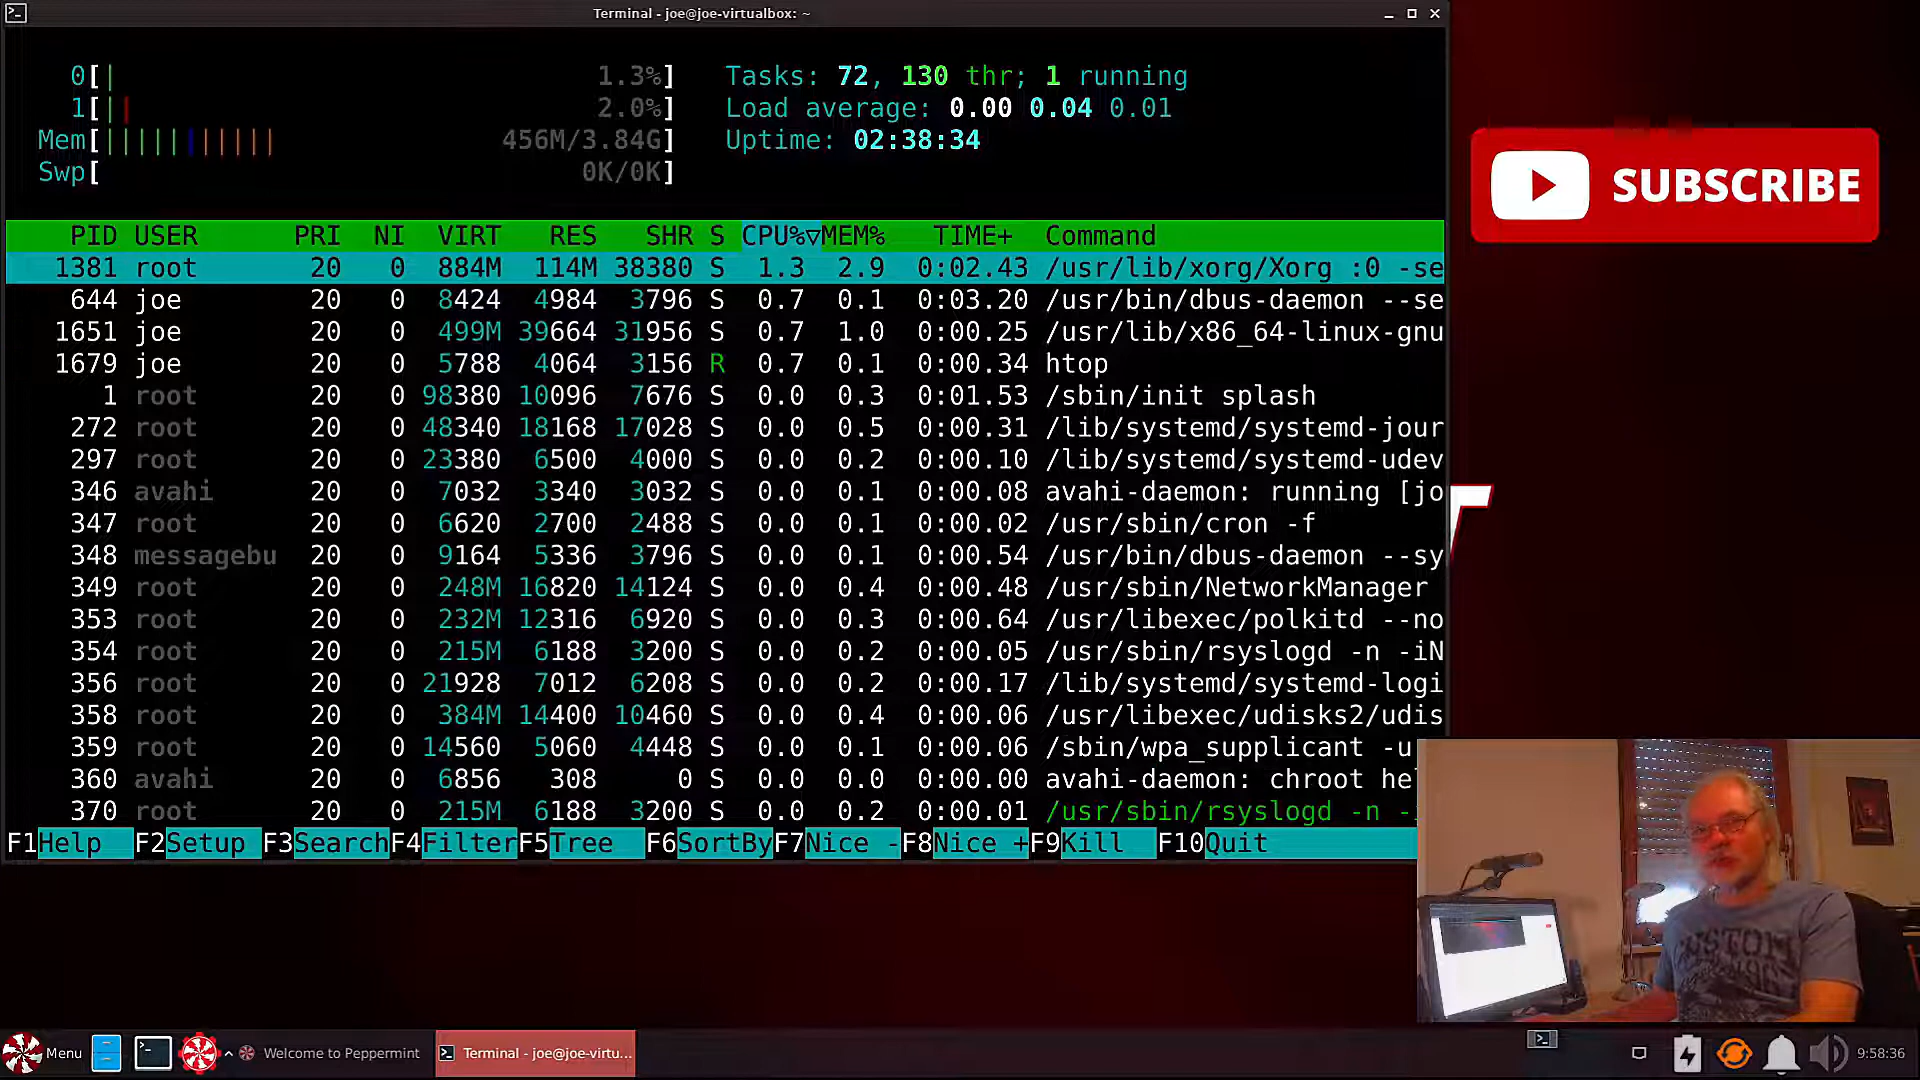 Terminal - joe@joe-virtualbox: ~
0[| 1.3%] Tasks: 72, 130 thr; 1 running
1[|| 2.0%] Load average: 0.00 0.04 0.01
Mem[||||||||||| 456M/3.84G] Uptime: 02:38:34
Swp[ 0K/0K]
SUBSCRIBE
PID USER PRI NI VIRT RES SHR S CPU%▽MEM% TIME+ Command
1381 root 20 0 884M 114M 38380 S 1.3 2.9 0:02.43 /usr/lib/xorg/Xorg :0 -se
644 joe 20 0 8424 4984 3796 S 0.7 0.1 0:03.20 /usr/bin/dbus-daemon --se
1651 joe 20 0 499M 39664 31956 S 0.7 1.0 0:00.25 /usr/lib/x86_64-linux-gnu
1679 joe 20 0 5788 4064 3156 R 0.7 0.1 0:00.34 htop
1 root 20 0 98380 10096 7676 S 0.0 0.3 0:01.53 /sbin/init splash
272 root 20 0 48340 18168 17028 S 0.0 0.5 0:00.31 /lib/systemd/systemd-jour
297 root 20 0 23380 6500 4000 S 0.0 0.2 0:00.10 /lib/systemd/systemd-udev
346 avahi 20 0 7032 3340 3032 S 0.0 0.1 0:00.08 avahi-daemon: running [jo
347 root 20 0 6620 2700 2488 S 0.0 0.1 0:00.02 /usr/sbin/cron -f
348 messagebu 20 0 9164 5336 3796 S 0.0 0.1 0:00.54 /usr/bin/dbus-daemon --sy
349 root 20 0 248M 16820 14124 S 0.0 0.4 0:00.48 /usr/sbin/NetworkManager
353 root 20 0 232M 12316 6920 S 0.0 0.3 0:00.64 /usr/libexec/polkitd --no
354 root 20 0 215M 6188 3200 S 0.0 0.2 0:00.05 /usr/sbin/rsyslogd -n -iN
356 root 20 0 21928 7012 6208 S 0.0 0.2 0:00.17 /lib/systemd/systemd-logi
358 root 20 0 384M 14400 10460 S 0.0 0.4 0:00.06 /usr/libexec/udisks2/udis
359 root 20 0 14560 5060 4448 S 0.0 0.1 0:00.06 /sbin/wpa_supplicant -u
360 avahi 20 0 6856 308 0 S 0.0 0.0 0:00.00 avahi-daemon: chroot he
370 root 20 0 215M 6188 3200 S 0.0 0.2 0:00.01 /usr/sbin/rsyslogd -n -
F1Help F2Setup F3SearchF4FilterF5Tree F6SortByF7Nice -F8Nice +F9Kill F10Quit
CUSTOM
Menu Welcome to Peppermint Terminal - joe@joe-virtu... 9:58:36